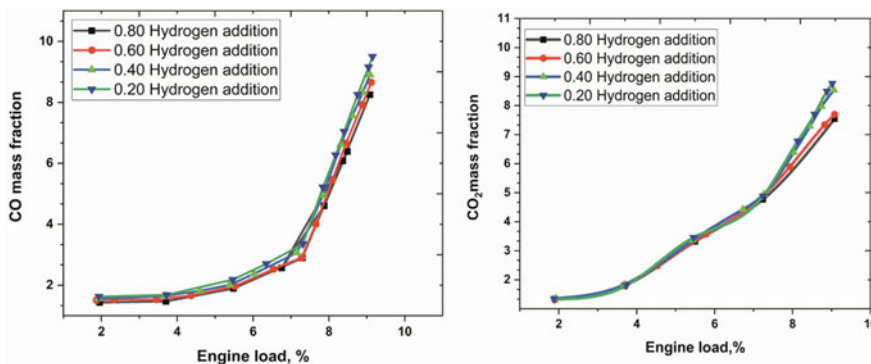 10
8
6
4
2
CO mass fraction
0.80 Hydrogen addition
0.60 Hydrogen addition
0.40 Hydrogen addition
0.20 Hydrogen addition
2
4
6
8
10
Engine load, %
11
10
9
8
7
6
5
4
3
2
CO₂mass fraction
0.80 Hydrogen addition
0.60 Hydrogen addition
0.40 Hydrogen addition
0.20 Hydrogen addition
2
4
6
8
10
Engine load, %